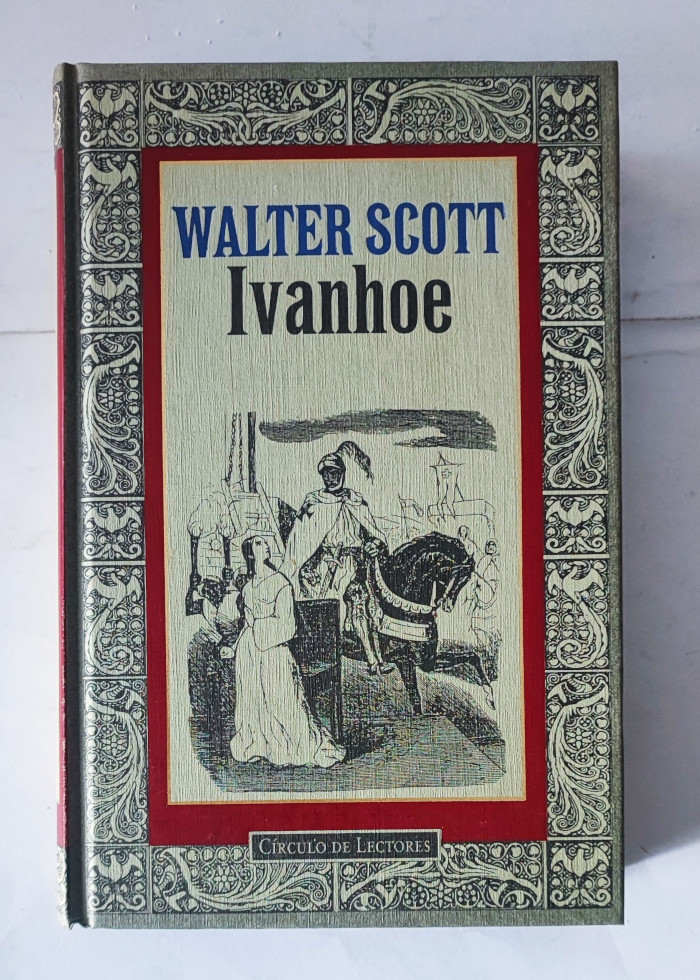 WALTER SCOTT
Ivanhoe
CÍRCULO DE LECTORES